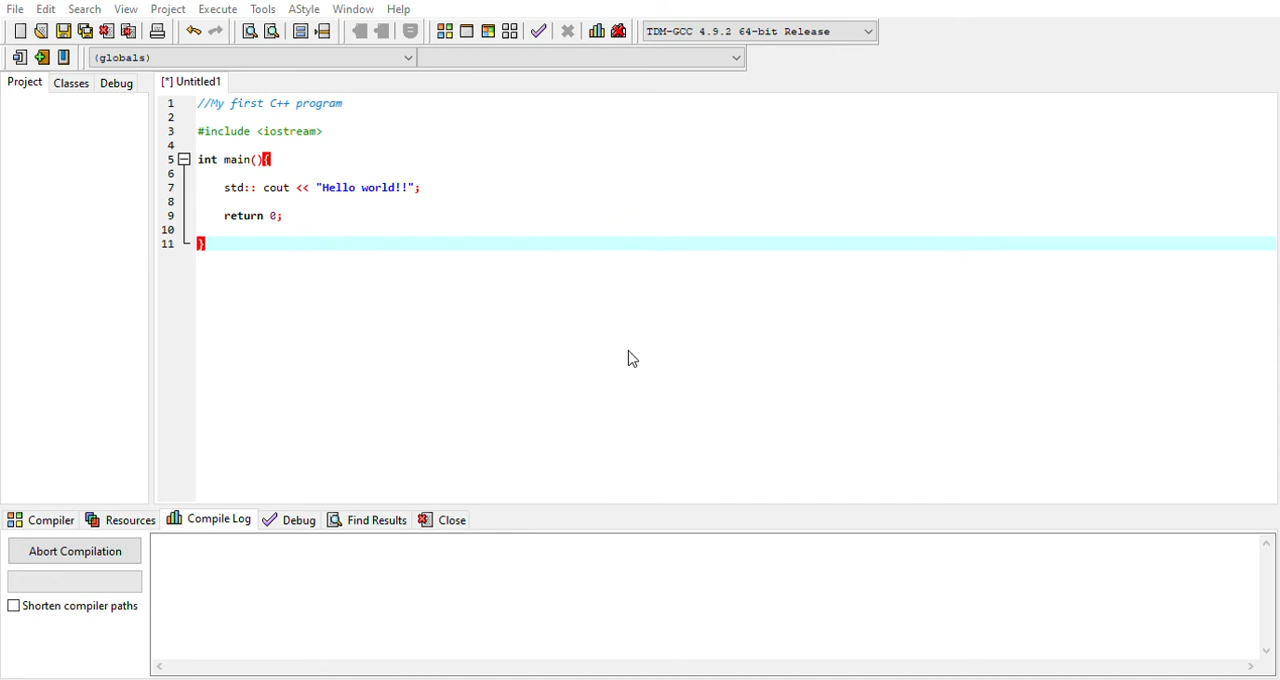 File Edit Search View Project Execute Tools AStyle Window Help
TDM-GCC 4.9.2 64-bit Release
(globals)
Project Classes Debug [*] Untitled1
1 //My first C++ program
2
3 #include <iostream>
4
5 int main(){
6
7 std:: cout << "Hello world!!";
8
9 return 0;
10
11 }
Compiler Resources Compile Log Debug Find Results Close
Abort Compilation
Shorten compiler paths